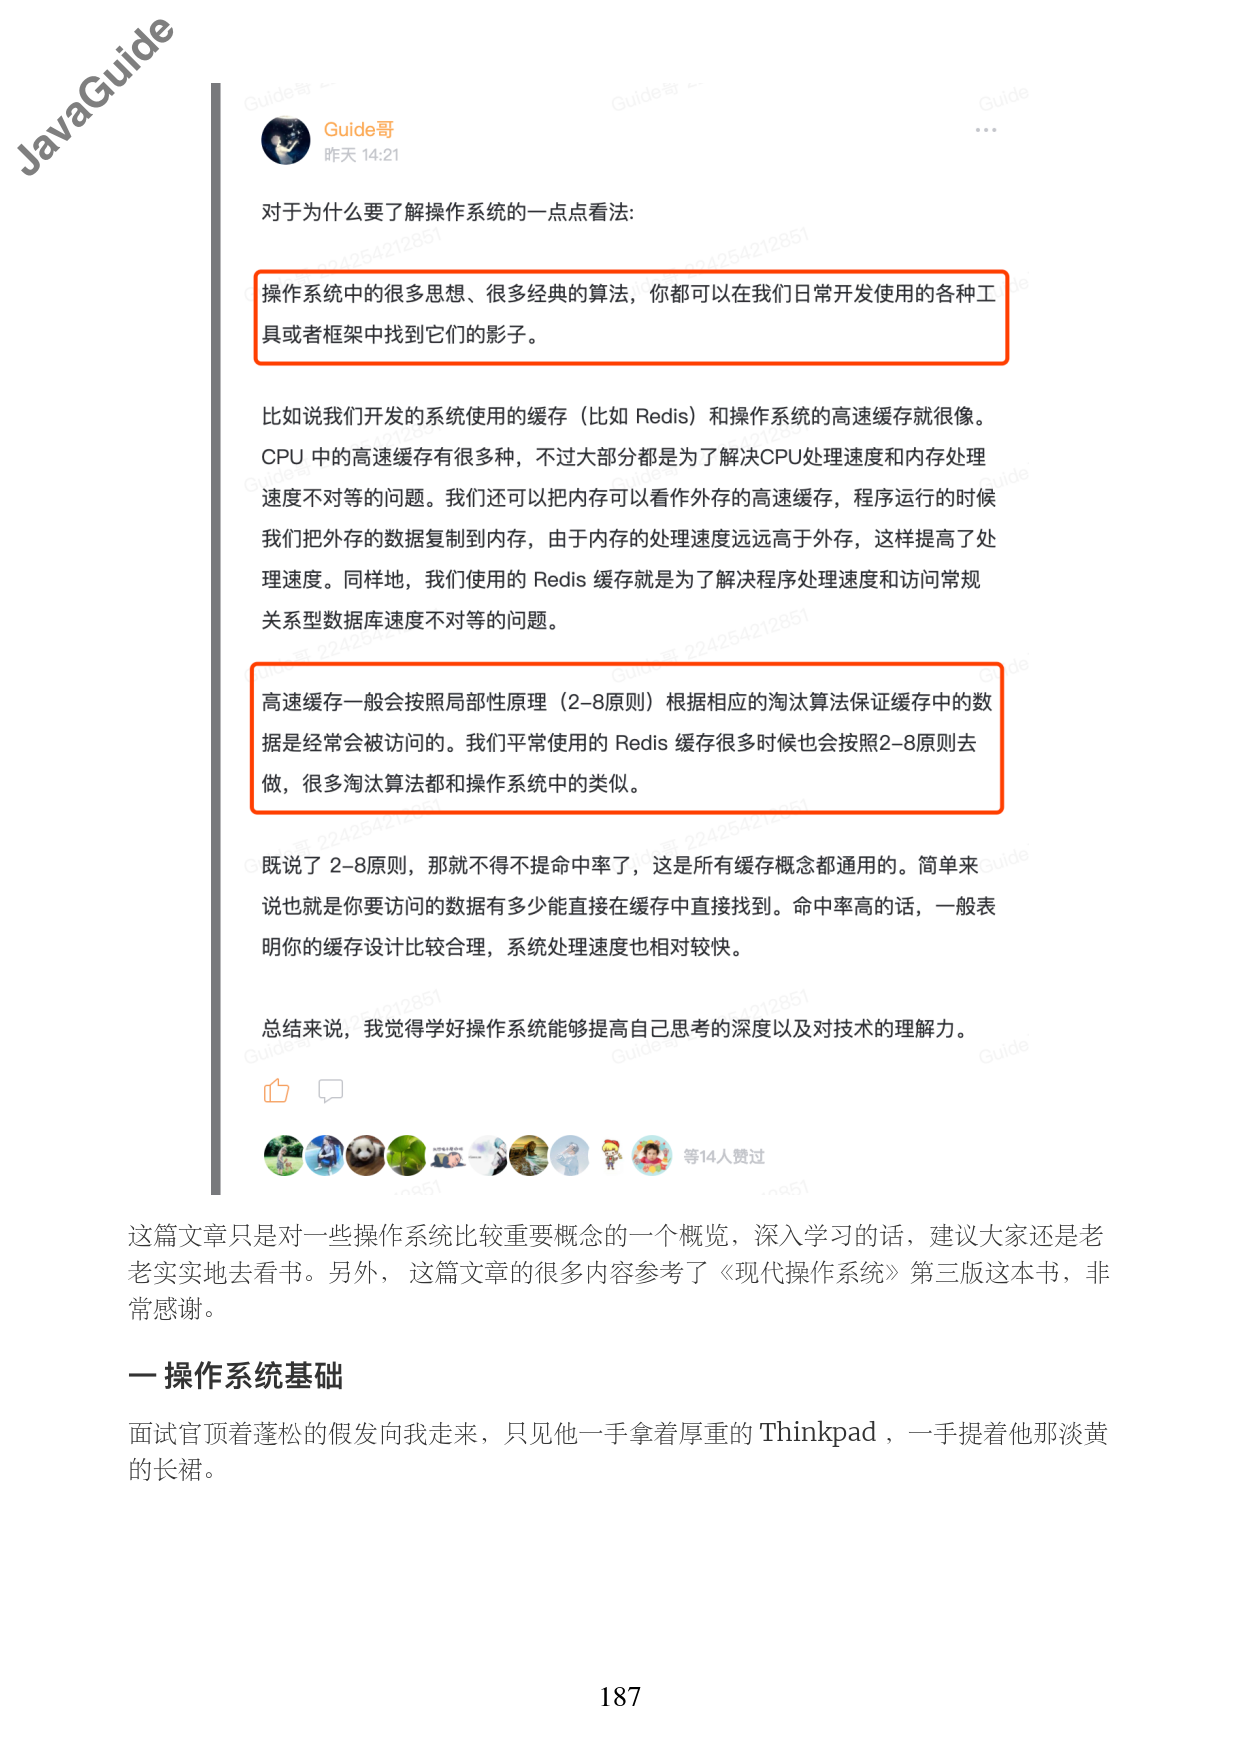 JavaGuide
Guide哥
昨天 14:21
对于为什么要了解操作系统的一点点看法:
操作系统中的很多思想、很多经典的算法，你都可以在我们日常开发使用的各种工
具或者框架中找到它们的影子。
比如说我们开发的系统使用的缓存（比如 Redis）和操作系统的高速缓存就很像。
CPU 中的高速缓存有很多种，不过大部分都是为了解决CPU处理速度和内存处理
速度不对等的问题。我们还可以把内存可以看作外存的高速缓存，程序运行的时候
我们把外存的数据复制到内存，由于内存的处理速度远远高于外存，这样提高了处
理速度。同样地，我们使用的 Redis 缓存就是为了解决程序处理速度和访问常规
关系型数据库速度不对等的问题。
高速缓存一般会按照局部性原理（2–8原则）根据相应的淘汰算法保证缓存中的数
据是经常会被访问的。我们平常使用的 Redis 缓存很多时候也会按照2–8原则去
做，很多淘汰算法都和操作系统中的类似。
既说了 2–8原则，那就不得不提命中率了，这是所有缓存概念都通用的。简单来
说也就是你要访问的数据有多少能直接在缓存中直接找到。命中率高的话，一般表
明你的缓存设计比较合理，系统处理速度也相对较快。
总结来说，我觉得学好操作系统能够提高自己思考的深度以及对技术的理解力。
等14人赞过
这篇文章只是对一些操作系统比较重要概念的一个概览，深入学习的话，建议大家还是老
老实实地去看书。另外， 这篇文章的很多内容参考了《现代操作系统》第三版这本书，非
常感谢。
一 操作系统基础
面试官顶着蓬松的假发向我走来，只见他一手拿着厚重的 Thinkpad ，一手提着他那淡黄
的长裙。
187